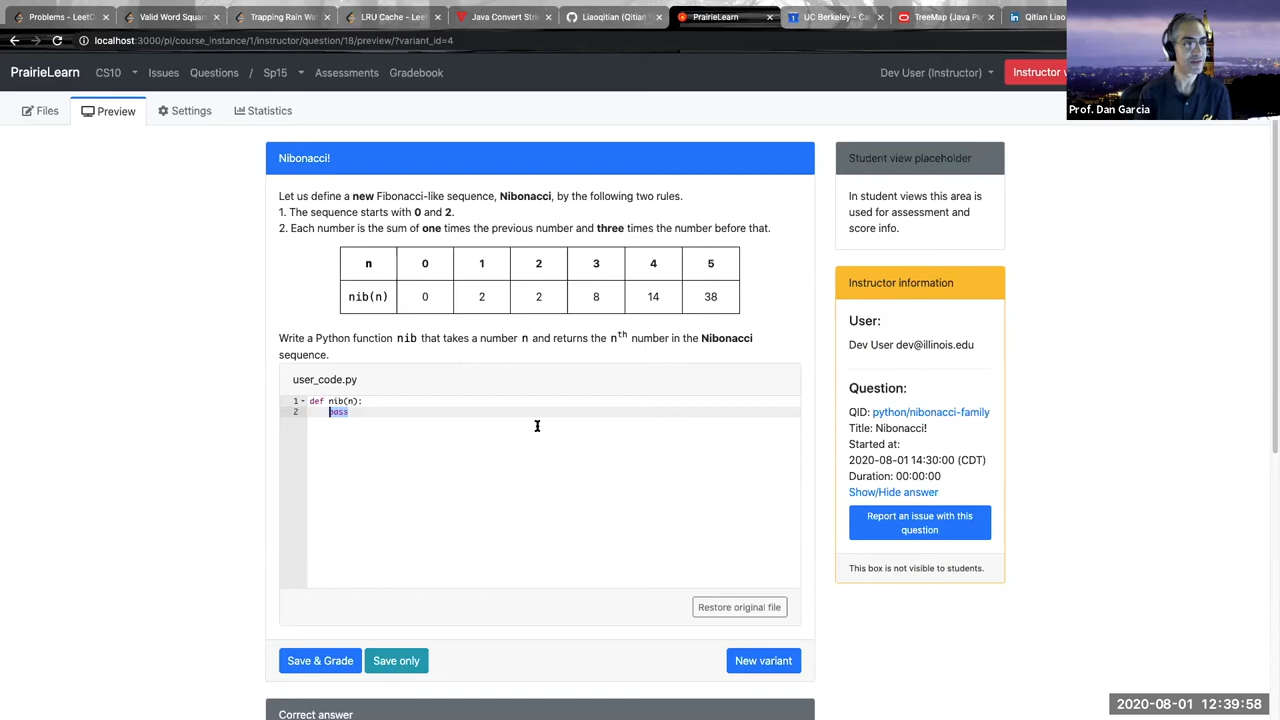 Problems - LeetC
Valid Word Squar
Trapping Rain Wa
LRU Cache - Leet
Java Convert Stri
Liaoqitian (Qitian
PrairieLearn
UC Berkeley - Ca
TreeMap (Java Pl
Qitian Liao
localhost:3000/pl/course_instance/1/instructor/question/18/preview/?variant_id=4
PrairieLearn
CS10
Issues
Questions
/
Sp15
Assessments
Gradebook
Dev User (Instructor)
Instructor v
Prof. Dan Garcia
Files
Preview
Settings
Statistics
Nibonacci!
Let us define a new Fibonacci-like sequence, Nibonacci, by the following two rules.
1. The sequence starts with 0 and 2.
2. Each number is the sum of one times the previous number and three times the number before that.
n 0 1 2 3 4 5
nib(n) 0 2 2 8 14 38
Write a Python function nib that takes a number n and returns the nth number in the Nibonacci
sequence.
user_code.py
1 def nib(n):
2 pass
Restore original file
Save & Grade
Save only
New variant
Correct answer
Student view placeholder
In student views this area is
used for assessment and
score info.
Instructor information
User:
Dev User dev@illinois.edu
Question:
QID: python/nibonacci-family
Title: Nibonacci!
Started at:
2020-08-01 14:30:00 (CDT)
Duration: 00:00:00
Show/Hide answer
Report an issue with this
question
This box is not visible to students.
2020-08-01 12:39:58